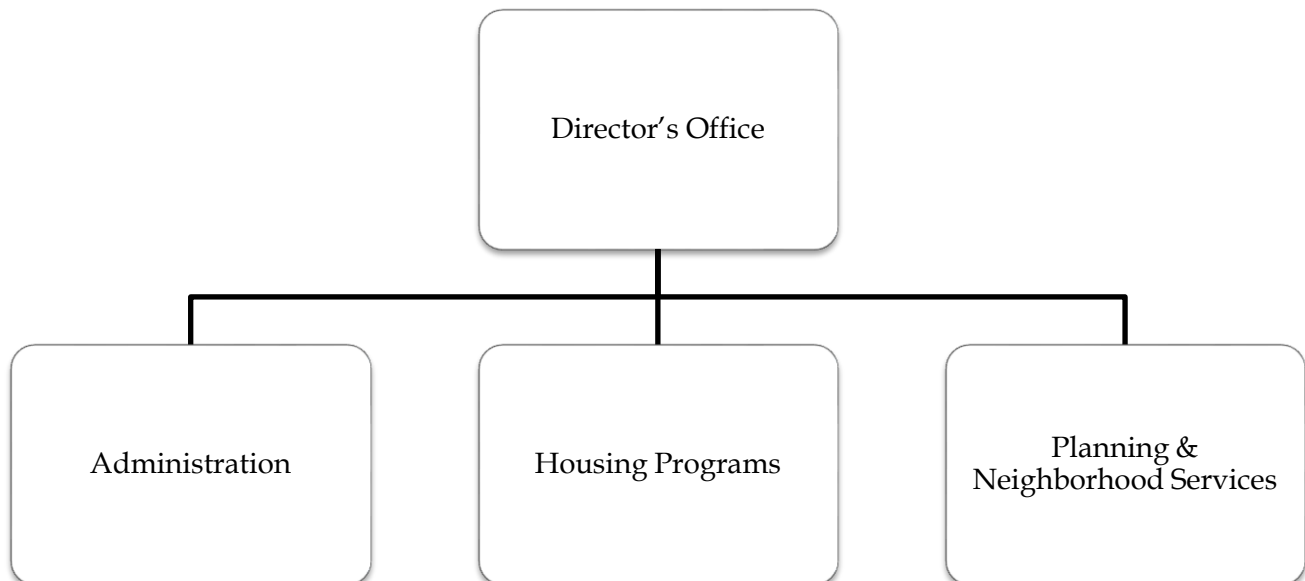 Director’s Office
Administration
Housing Programs
Planning &
Neighborhood Services